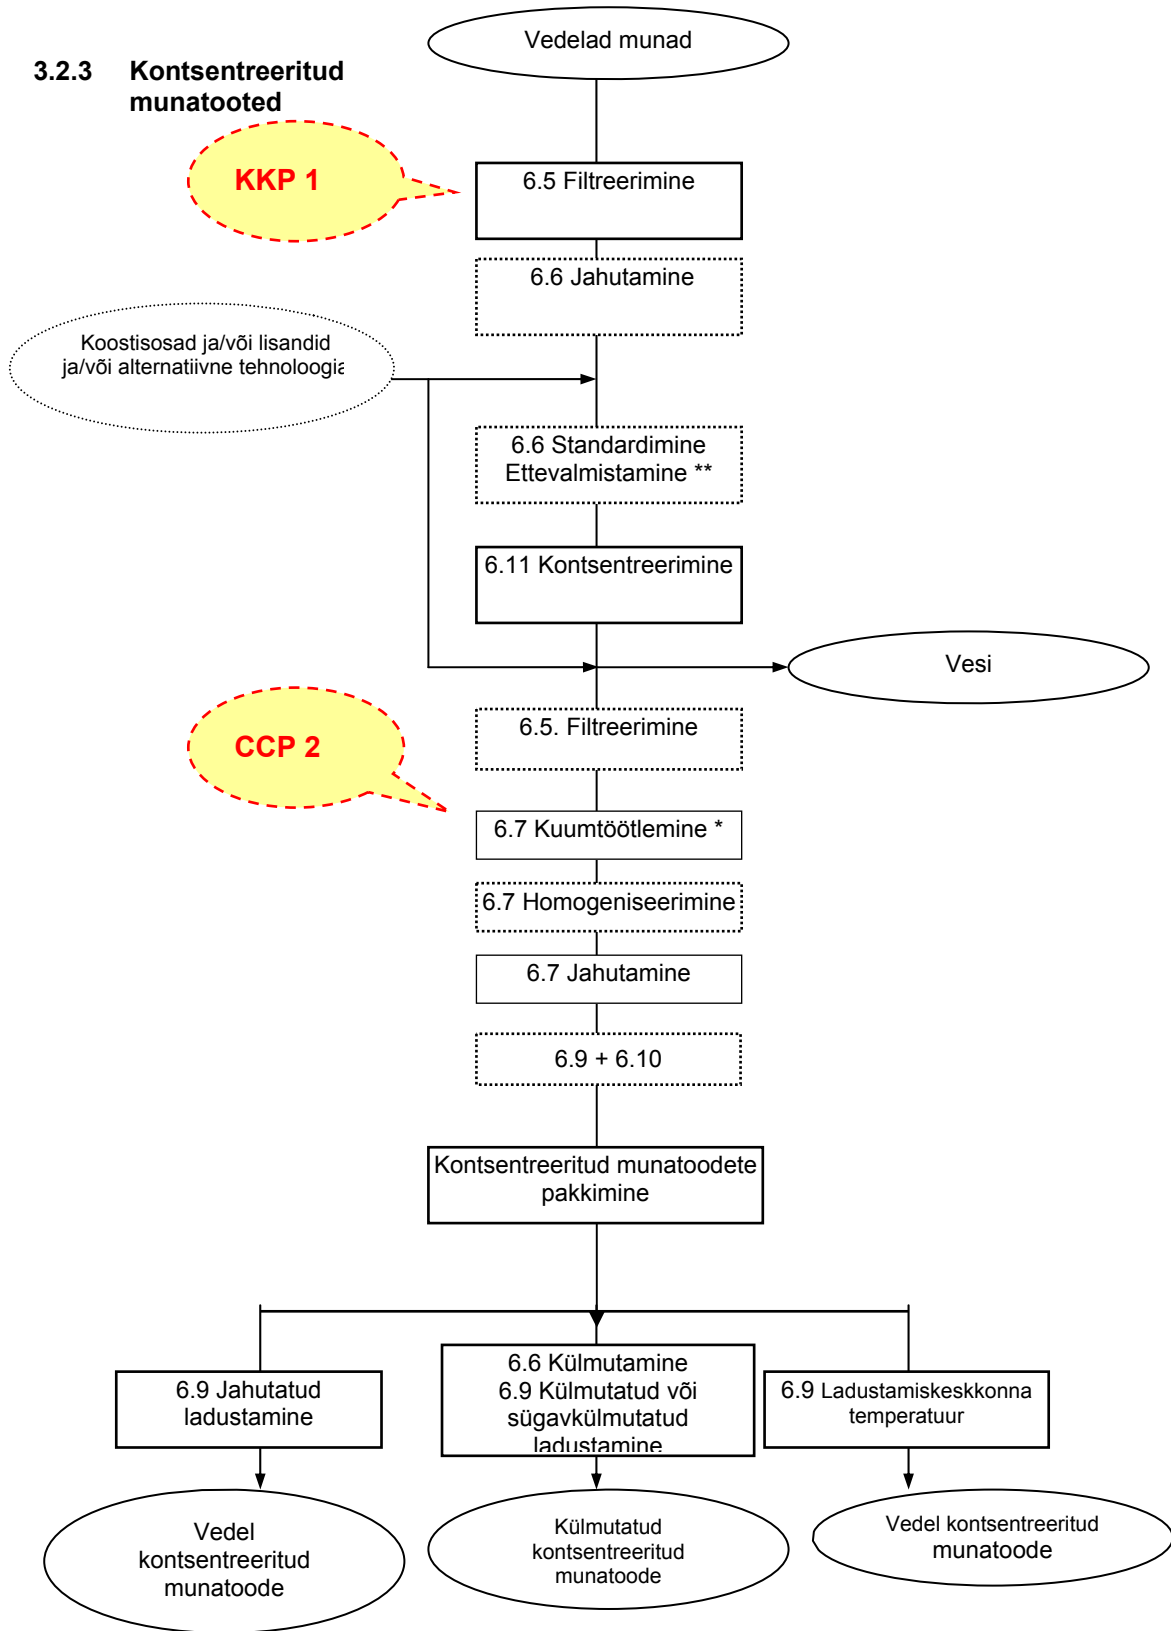 Vedelad munad
3.2.3 Kontsentreeritud
munatooted
KKP 1
6.5 Filtreerimine
6.6 Jahutamine
Koostisosad ja/või lisandid
ja/või alternatiivne tehnoloogia
6.6 Standardimine
Ettevalmistamine **
6.11 Kontsentreerimine
Vesi
6.5. Filtreerimine
CCP 2
6.7 Kuumtöötlemine *
6.7 Homogeniseerimine
6.7 Jahutamine
6.9 + 6.10
Kontsentreeritud munatoodete
pakkimine
6.9 Jahutatud
ladustamine
6.6 Külmutamine
6.9 Külmutatud või
sügavkülmutatud
ladustamine
6.9 Ladustamiskeskkonna
temperatuur
Vedel
kontsentreeritud
munatoode
Külmutatud
kontsentreeritud
munatoode
Vedel kontsentreeritud
munatoode